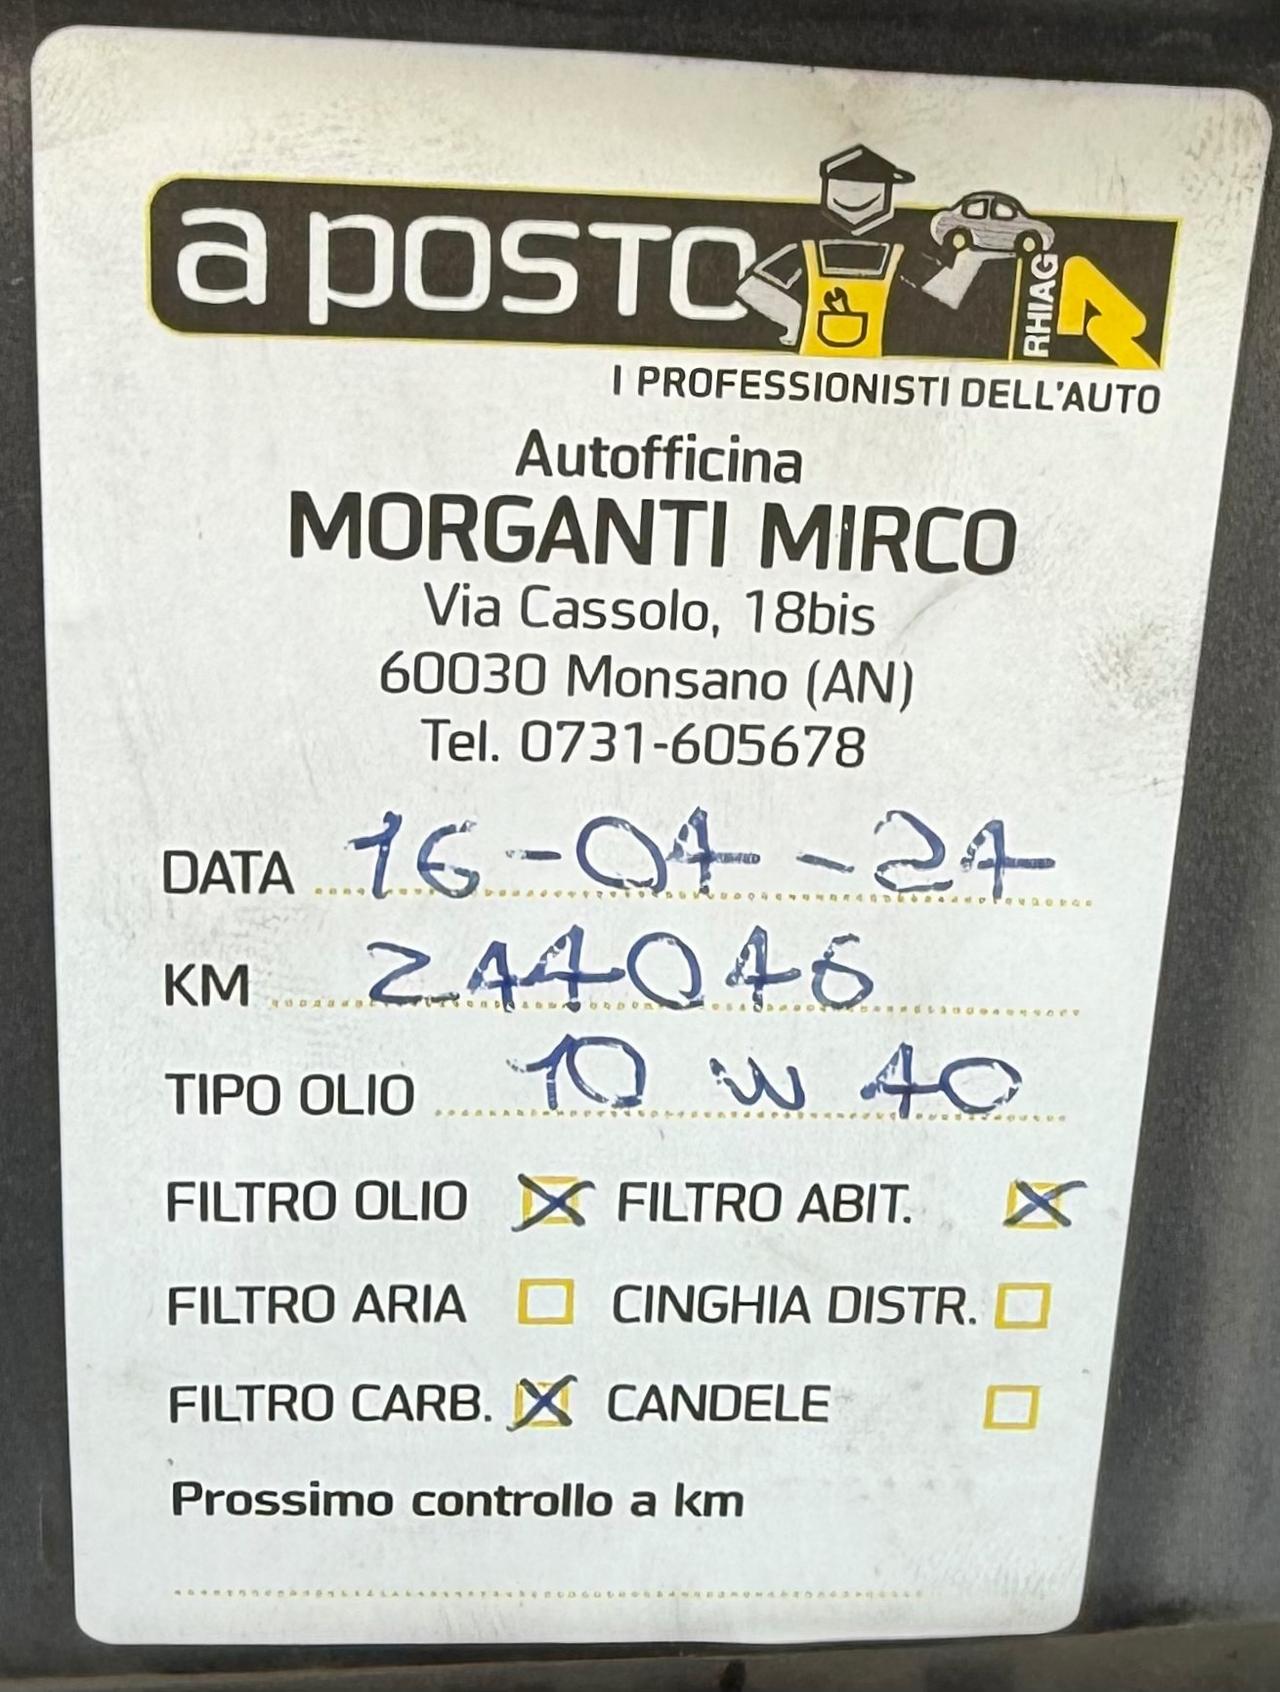 a POSTO
RHIAG
I PROFESSIONISTI DELL'AUTO
Autofficina
MORGANTI MIRCO
Via Cassolo, 18bis
60030 Monsano (AN)
Tel. 0731-605678
DATA 16-04-24
KM 244046
TIPO OLIO 10 W 40
FILTRO OLIO X FILTRO ABIT. X
FILTRO ARIA CINGHIA DISTR.
FILTRO CARB. X CANDELE
Prossimo controllo a km